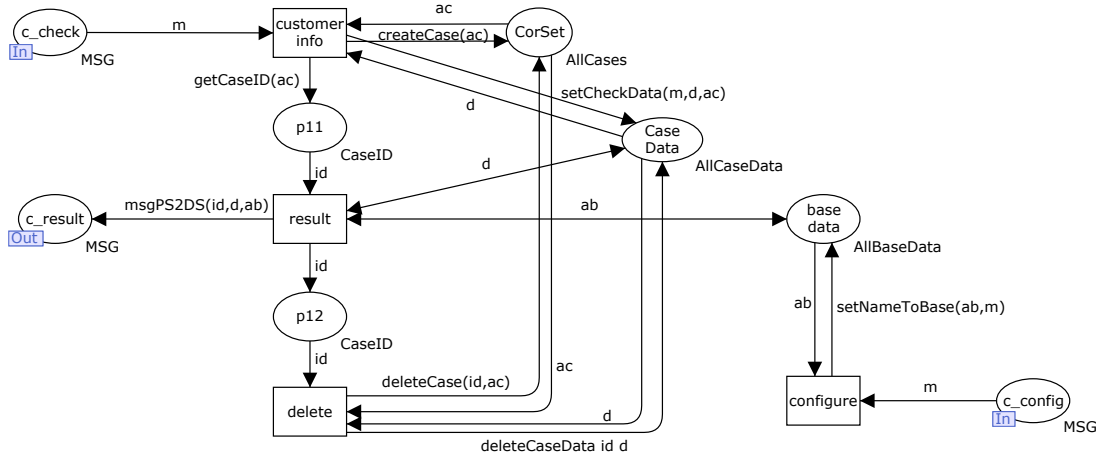 ac
customer
info
CorSet
c_check
m
createCase(ac)
In
MSG
AllCases
getCaseID(ac)
setCheckData(m,d,ac)
d
p11
Case
Data
CaseID
AllCaseData
id
d
msgPS2DS(id,d,ab)
ab
c_result
result
base
data
Out
MSG
AllBaseData
id
ab
setNameToBase(ab,m)
p12
CaseID
id
ac
deleteCase(id,ac)
m
delete
d
configure
c_config
In
MSG
deleteCaseData id d